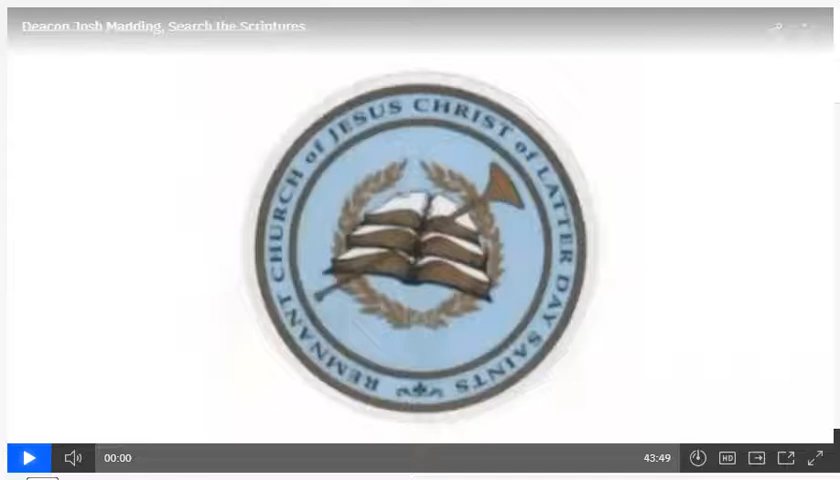 Deacon Josh Madding, Search the Scriptures
REMNANT CHURCH of JESUS CHRIST of LATTER DAY SAINTS
00:00
43:49
HD